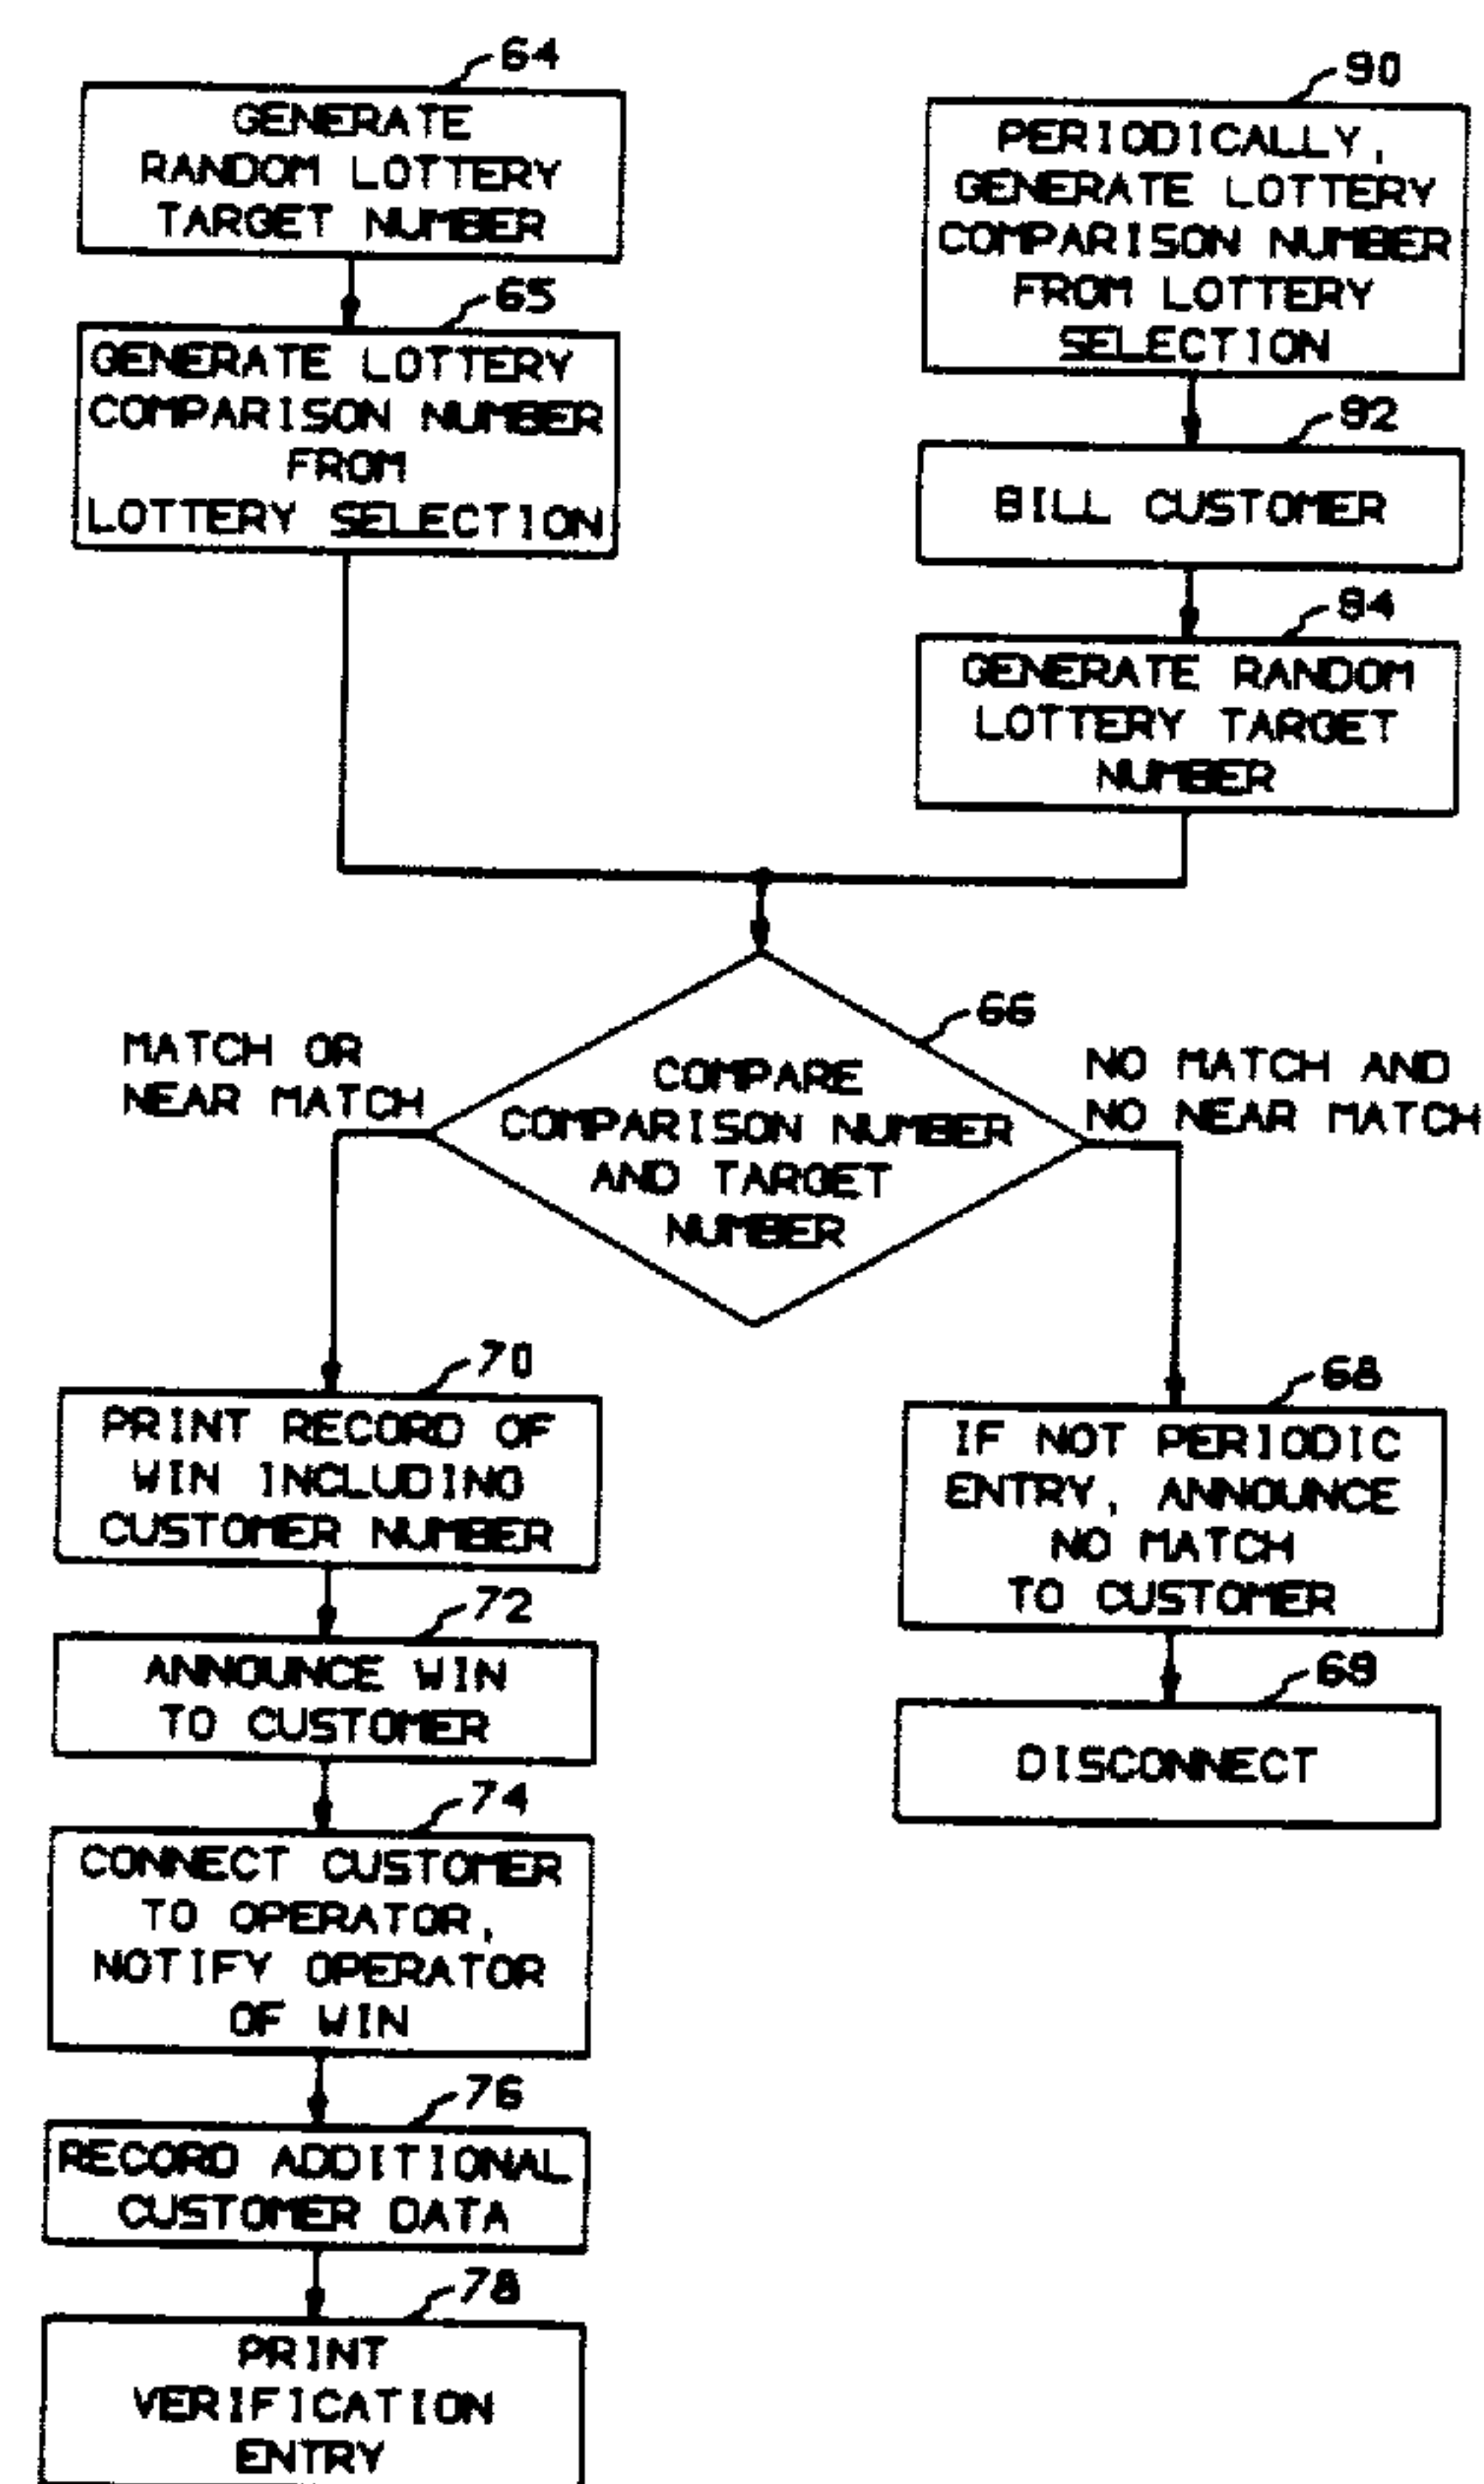 64
GENERATE
RANDOM LOTTERY
TARGET NUMBER
65
GENERATE LOTTERY
COMPARISON NUMBER
FROM
LOTTERY SELECTION
90
PERIODICALLY,
GENERATE LOTTERY
COMPARISON NUMBER
FROM LOTTERY
SELECTION
92
BILL CUSTOMER
94
GENERATE RANDOM
LOTTERY TARGET
NUMBER
66
COMPARE
COMPARISON NUMBER
AND TARGET
NUMBER
MATCH OR
NEAR MATCH
NO MATCH AND
NO NEAR MATCH
70
PRINT RECORD OF
WIN INCLUDING
CUSTOMER NUMBER
72
ANNOUNCE WIN
TO CUSTOMER
74
CONNECT CUSTOMER
TO OPERATOR,
NOTIFY OPERATOR
OF WIN
76
RECORD ADDITIONAL
CUSTOMER DATA
78
PRINT
VERIFICATION
ENTRY
68
IF NOT PERIODIC
ENTRY, ANNOUNCE
NO MATCH
TO CUSTOMER
69
DISCONNECT